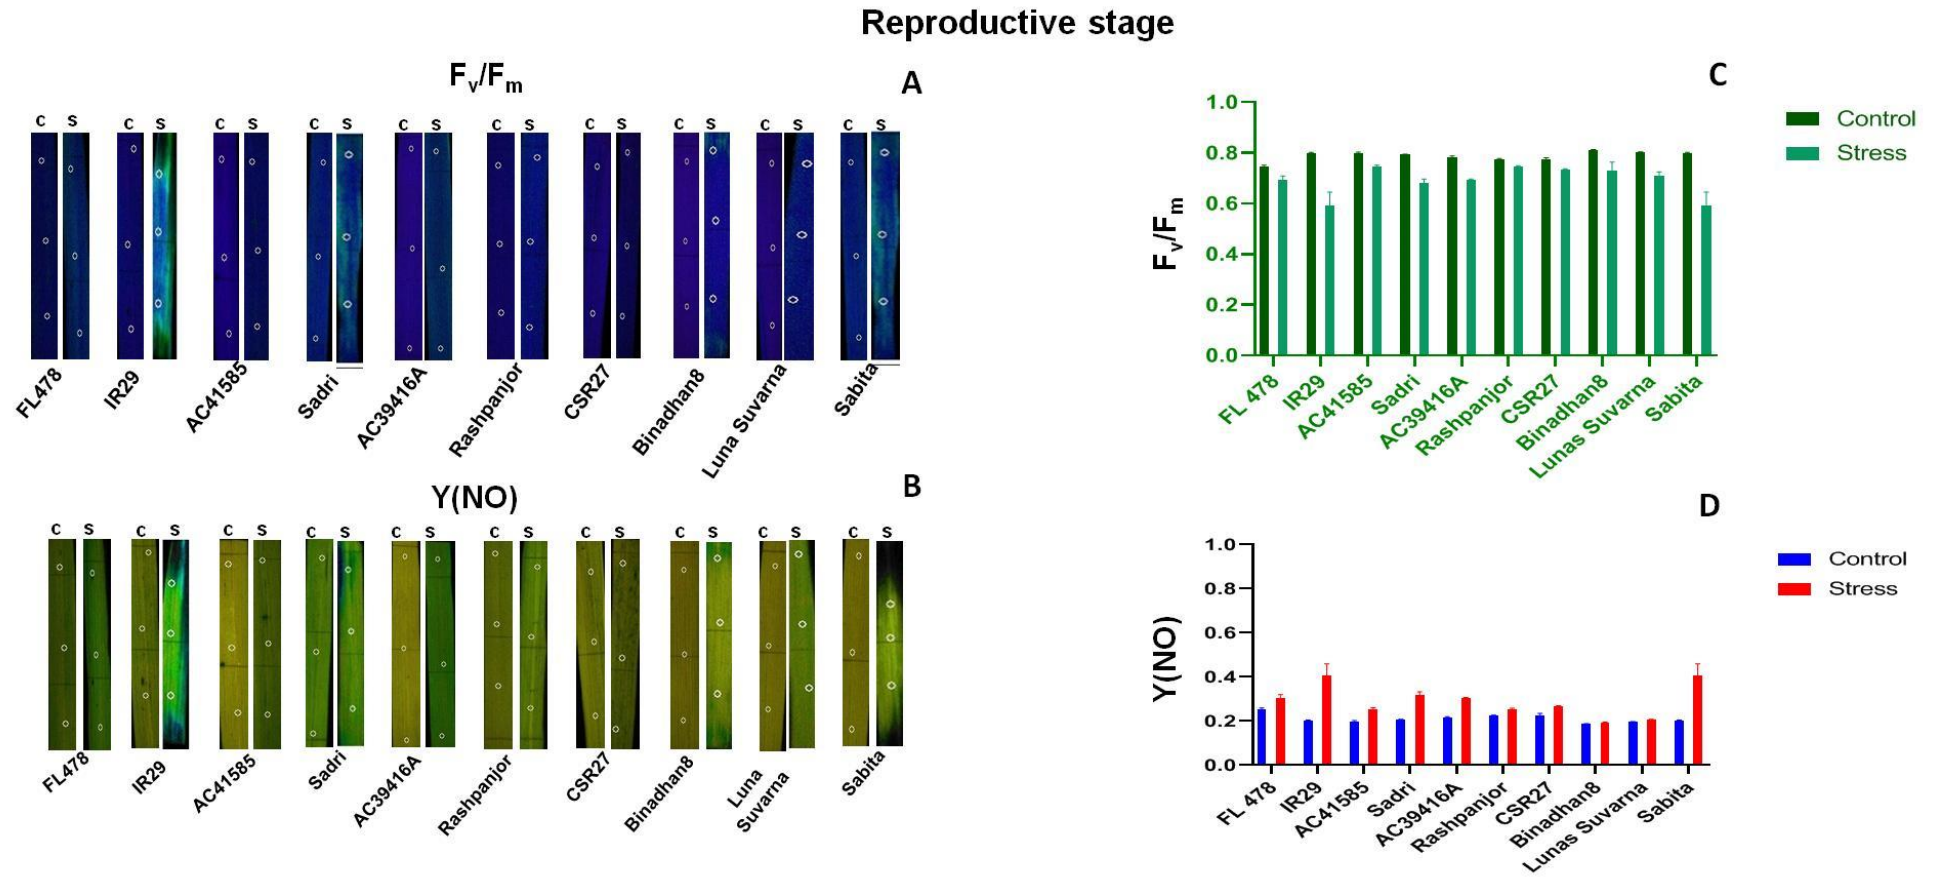 Reproductive stage
Fv/Fm
A
c s c s c s c s c s c s c s c s c s c s
FL478 IR29 AC41585 Sadri AC39416A Rashpanjor CSR27 Binadhan8 Luna Suvarna Sabita
Y(NO)
B
c s c s c s c s c s c s c s c s c s c s
FL478 IR29 AC41585 Sadri AC39416A Rashpanjor CSR27 Binadhan8 Luna Suvarna Sabita
C
Fv/Fm
1.0
0.8
0.6
0.4
0.2
0.0
FL 478 IR29 AC41585 Sadri AC39416A Rashpanjor CSR27 Binadhan8 Lunas Suvarna Sabita
Control
Stress
D
Y(NO)
1.0
0.8
0.6
0.4
0.2
0.0
FL 478 IR29 AC41585 Sadri AC39416A Rashpanjor CSR27 Binadhan8 Lunas Suvarna Sabita
Control
Stress